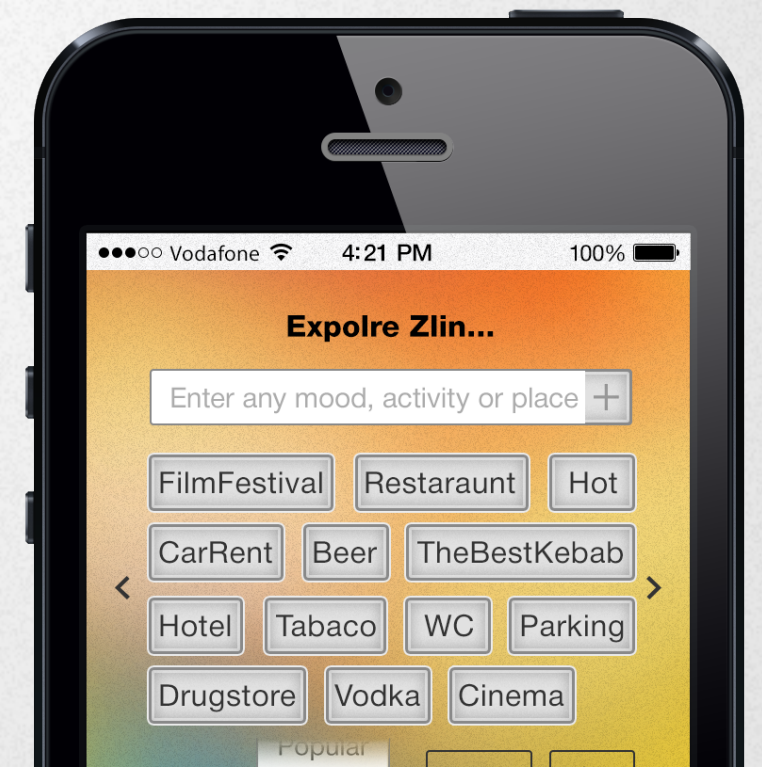 Vodafone 4:21 PM 100%
Expolre Zlin...
Enter any mood, activity or place +
FilmFestival Restaraunt Hot
CarRent Beer TheBestKebab
< >
Hotel Tabaco WC Parking
Drugstore Vodka Cinema
Popular